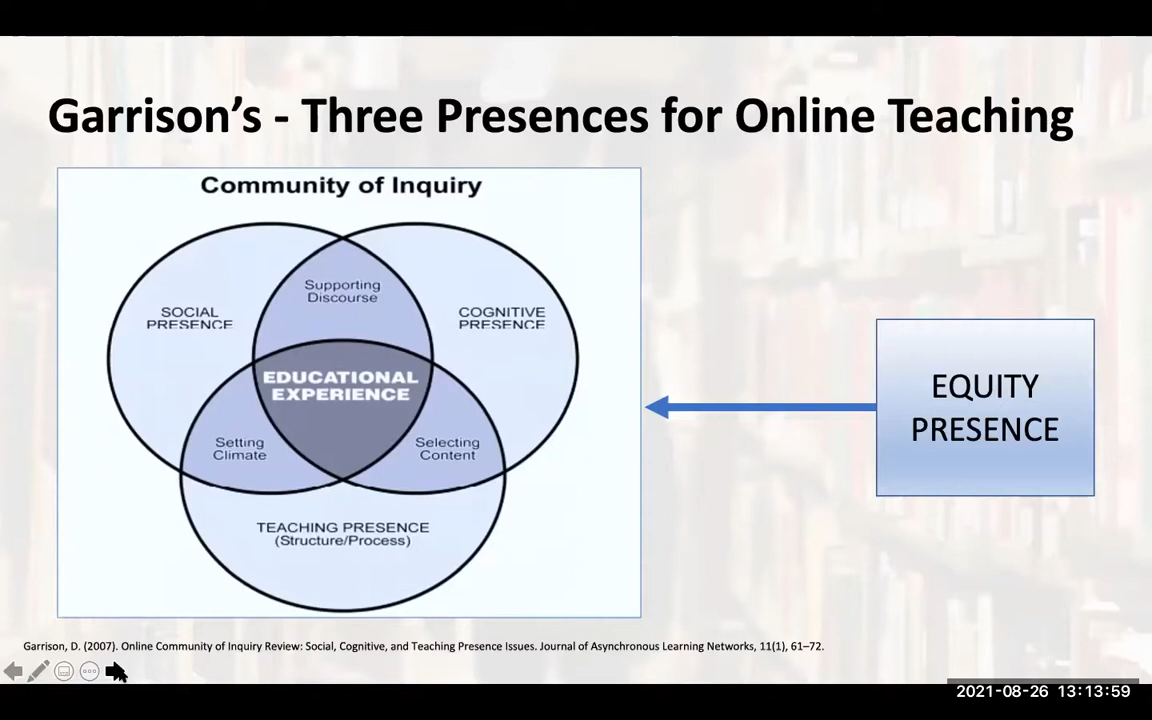 Garrison's - Three Presences for Online Teaching
Community of Inquiry
Supporting
Discourse
SOCIAL
PRESENCE
COGNITIVE
PRESENCE
EDUCATIONAL
EXPERIENCE
Setting
Climate
Selecting
Content
TEACHING PRESENCE
(Structure/Process)
EQUITY
PRESENCE
Garrison, D. (2007). Online Community of Inquiry Review: Social, Cognitive, and Teaching Presence Issues. Journal of Asynchronous Learning Networks, 11(1), 61–72.
2021-08-26 13:13:59